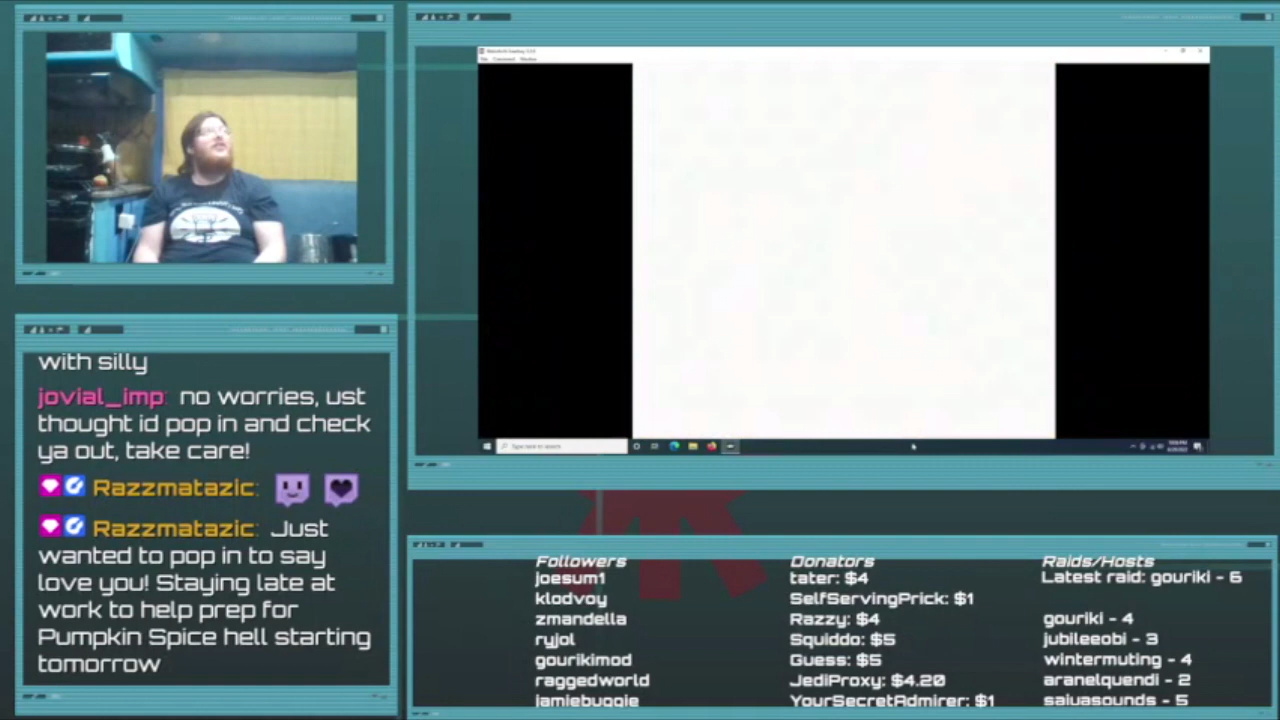 with silly
jovial_imp: no worries, ust
thought id pop in and check
ya out, take care!
Razzmatazic:
Razzmatazic: Just
wanted to pop in to say
love you! Staying late at
work to help prep for
Pumpkin Spice hell starting
tomorrow
Type here to search
Followers
joesum1
klodvoy
zmandella
ryjol
gourikimod
raggedworld
jamiebuggie
Donators
tater: $4
SelfServingPrick: $1
Razzy: $4
Squiddo: $5
Guess: $5
JediProxy: $4.20
YourSecretAdmirer: $1
Raids/Hosts
Latest raid: gouriki - 6
gouriki - 4
jubileeobi - 3
wintermuting - 4
aranelquendi - 2
saiuasounds - 5